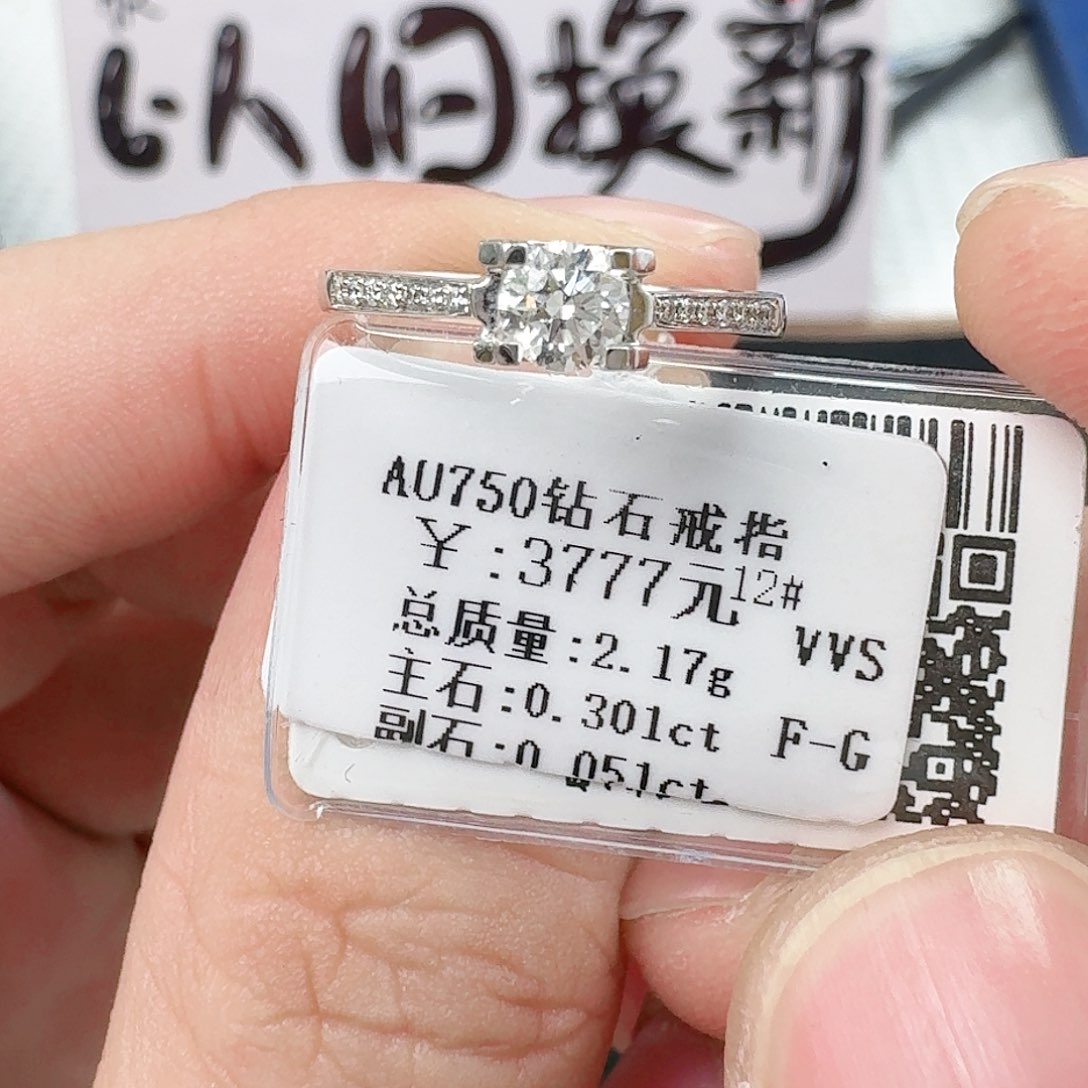 以旧换新
AU750钻石戒指
￥:3777元12#
总质量:2.17g VVS
主石:0.301ct F-G
副石:0.051ct